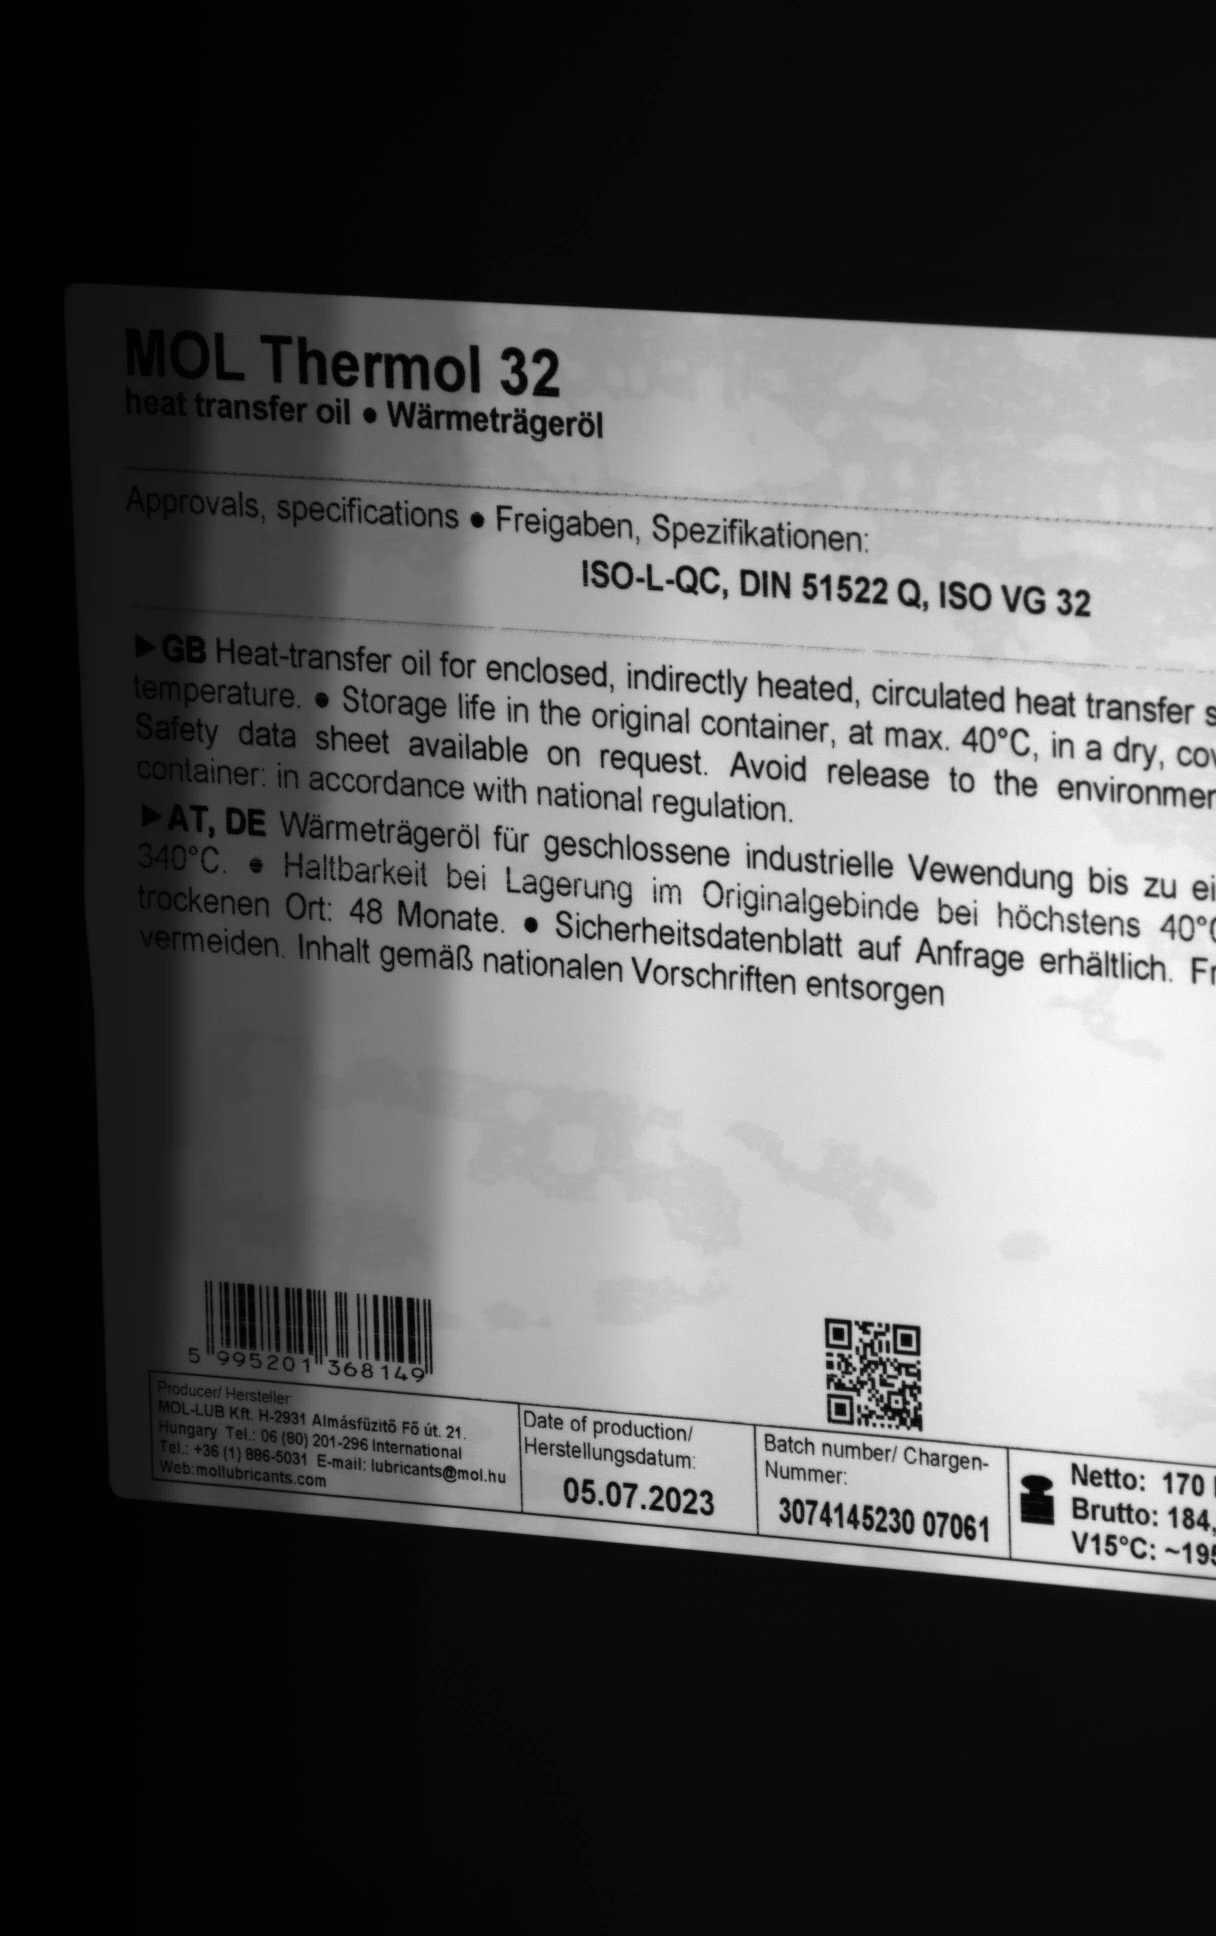 MOL Thermol 32
heat transfer oil ● Wärmeträgeröl
Approvals, specifications ● Freigaben, Spezifikationen:
ISO-L-QC, DIN 51522 Q, ISO VG 32
►GB Heat-transfer oil for enclosed, indirectly heated, circulated heat transfer s
temperature. ● Storage life in the original container, at max. 40°C, in a dry, cov
Safety data sheet available on request. Avoid release to the environmen
container: in accordance with national regulation.
►AT, DE Wärmeträgeröl für geschlossene industrielle Vewendung bis zu ei
340°C. ● Haltbarkeit bei Lagerung im Originalgebinde bei höchstens 40°C
trockenen Ort: 48 Monate. ● Sicherheitsdatenblatt auf Anfrage erhältlich. Fr
vermeiden. Inhalt gemäß nationalen Vorschriften entsorgen
5 995201 368149
Producer/ Hersteller
MOL-LUB Kft. H-2931 Almásfüzitő Fő út. 21.
Hungary Tel.: 06 (80) 201-296 International
Tel.: +36 (1) 886-5031 E-mail: lubricants@mol.hu
Web:mollubricants.com
Date of production/
Herstellungsdatum:
05.07.2023
Batch number/ Chargen-
Nummer:
3074145230 07061
Netto: 170
Brutto: 184,
V15°C: ~195